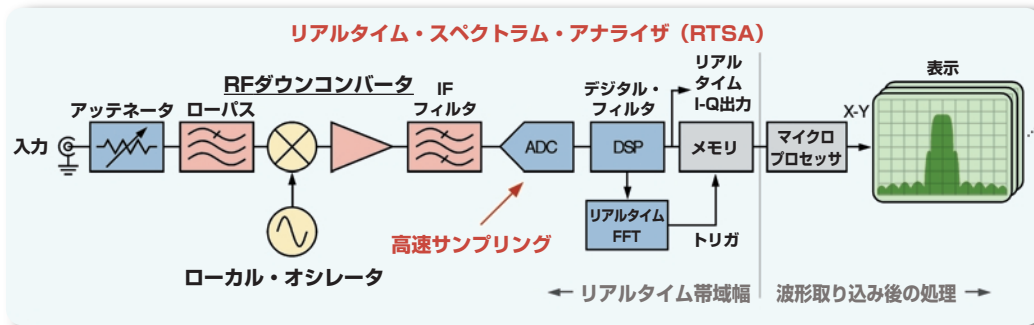 リアルタイム・スペクトラム・アナライザ（RTSA）
RFダウンコンバータ
アッテネータ
ローパス
IF
フィルタ
デジタル・
フィルタ
リアル
タイム
I-Q出力
表示
入力
ADC
DSP
メモリ
マイクロ
プロセッサ
X-Y
リアルタイム
FFT
トリガ
高速サンプリング
ローカル・オシレータ
リアルタイム帯域幅
波形取り込み後の処理